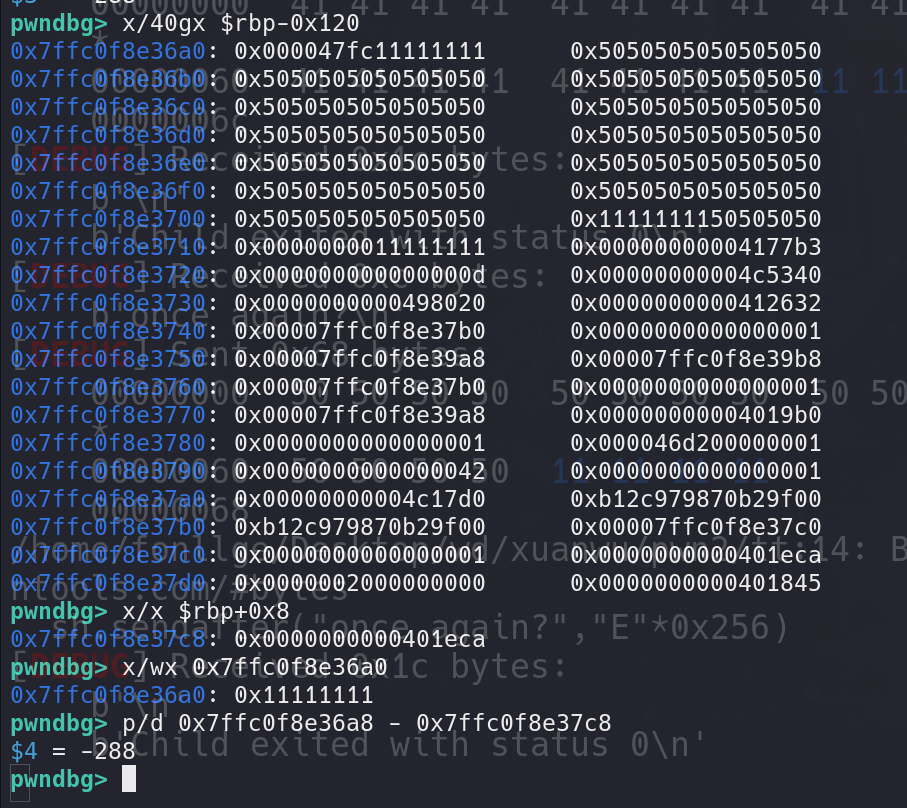 pwndbg> x/40gx $rbp-0x120
0x7ffc0f8e36a0: 0x000047fc11111111 0x5050505050505050
0x7ffc0f8e36b0: 0x5050505050505050 0x5050505050505050
0x7ffc0f8e36c0: 0x5050505050505050 0x5050505050505050
0x7ffc0f8e36d0: 0x5050505050505050 0x5050505050505050
0x7ffc0f8e36e0: 0x5050505050505050 0x5050505050505050
0x7ffc0f8e36f0: 0x5050505050505050 0x5050505050505050
0x7ffc0f8e3700: 0x5050505050505050 0x1111111150505050
0x7ffc0f8e3710: 0x0000000011111111 0x00000000004177b3
0x7ffc0f8e3720: 0x000000000000000d 0x00000000004c5340
0x7ffc0f8e3730: 0x0000000000498020 0x0000000000412632
0x7ffc0f8e3740: 0x00007ffc0f8e37b0 0x0000000000000001
0x7ffc0f8e3750: 0x00007ffc0f8e39a8 0x00007ffc0f8e39b8
0x7ffc0f8e3760: 0x00007ffc0f8e37b0 0x0000000000000001
0x7ffc0f8e3770: 0x00007ffc0f8e39a8 0x00000000004019b0
0x7ffc0f8e3780: 0x0000000000000001 0x000046d200000001
0x7ffc0f8e3790: 0x0000000000000042 0x0000000000000001
0x7ffc0f8e37a0: 0x00000000004c17d0 0xb12c979870b29f00
0x7ffc0f8e37b0: 0xb12c979870b29f00 0x00007ffc0f8e37c0
0x7ffc0f8e37c0: 0x0000000000000001 0x0000000000401eca
0x7ffc0f8e37d0: 0x0000002000000000 0x0000000000401845
pwndbg> x/x $rbp+0x8
0x7ffc0f8e37c8: 0x0000000000401eca
pwndbg> x/wx 0x7ffc0f8e36a0
0x7ffc0f8e36a0: 0x11111111
pwndbg> p/d 0x7ffc0f8e36a8 - 0x7ffc0f8e37c8
$4 = -288
pwndbg>